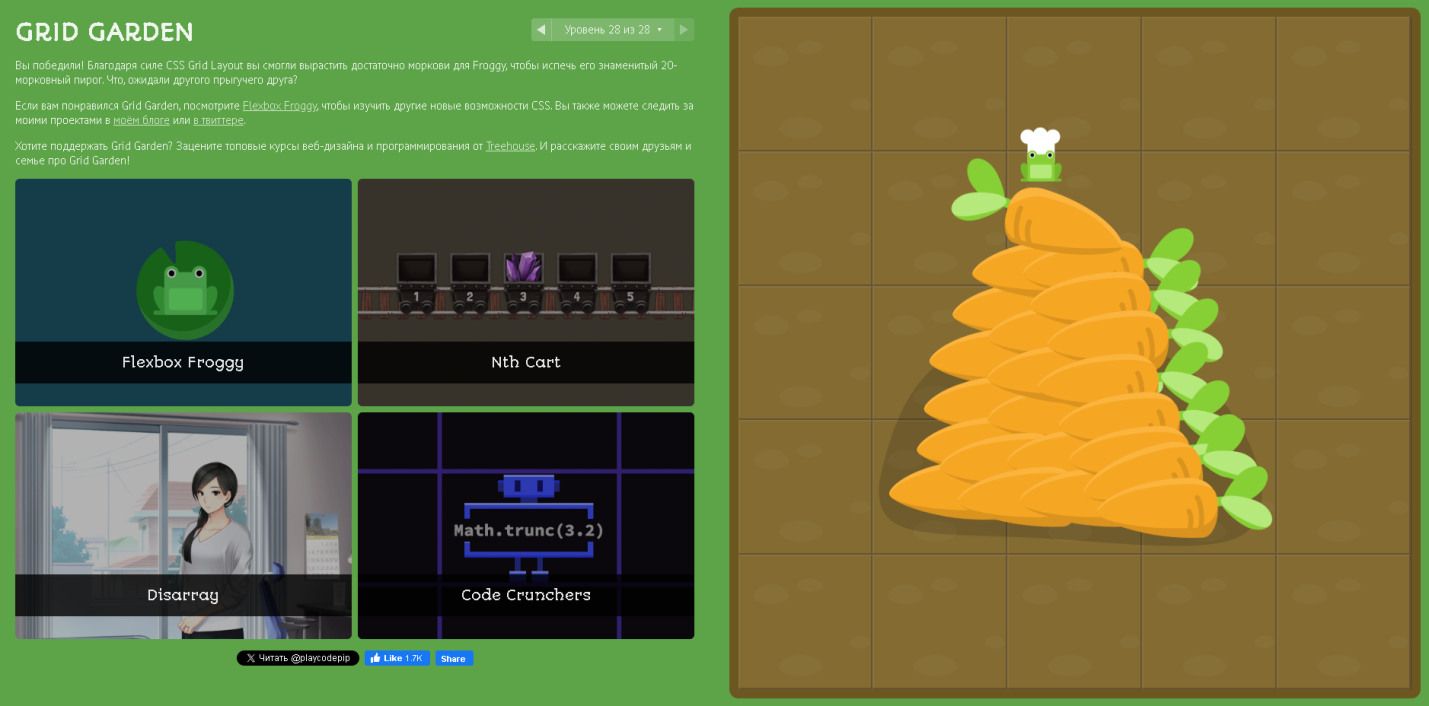 GRID GARDEN
Уровень 28 из 28
Вы победили! Благодаря силе CSS Grid Layout вы смогли вырастить достаточно моркови для Froggy, чтобы испечь его знаменитый 20-
морковный пирог. Что, ожидали другого прыгучего друга?
Если вам понравился Grid Garden, посмотрите Flexbox Froggy, чтобы изучить другие новые возможности CSS. Вы также можете следить за
моими проектами в моём блоге или в твиттере.
Хотите поддержать Grid Garden? Зацените топовые курсы веб-дизайна и программирования от Treehouse. И расскажите своим друзьям и
семье про Grid Garden!
Flexbox Froggy
1 2 3 4 5
Nth Cart
Disarray
Math.trunc(3.2)
Code Crunchers
Читать @playcodepip
Like 1.7K
Share